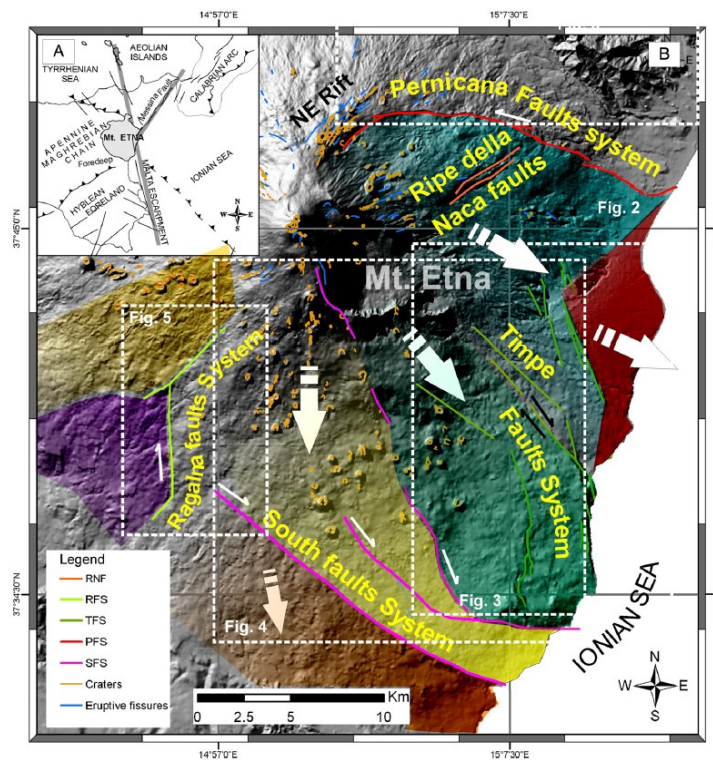 14°57'0"E
15°7'30"E
A
AEOLIAN
ISLANDS
TYRRHENIAN
SEA
Messina Fault
CALABRIAN ARC
APENNINE
MAGHREBIAN
CHAIN
Mt. ETNA
Foredeep
IONIAN SEA
HYBLEAN
FORELAND
MALTA ESCARPMENT
N
W E
S
B
NE Rift
Pernicana Faults system
Ripe della
Naca faults
Fig. 2
37°45'0"N
Mt. Etna
Fig. 5
Timpe
Faults System
Ragalna faults System
South faults System
Fig. 3
Fig. 4
37°34'30"N
IONIAN SEA
Legend
RNF
RFS
TFS
PFS
SFS
Craters
Eruptive fissures
Km
0 2.5 5 10
N
W E
S
14°57'0"E
15°7'30"E